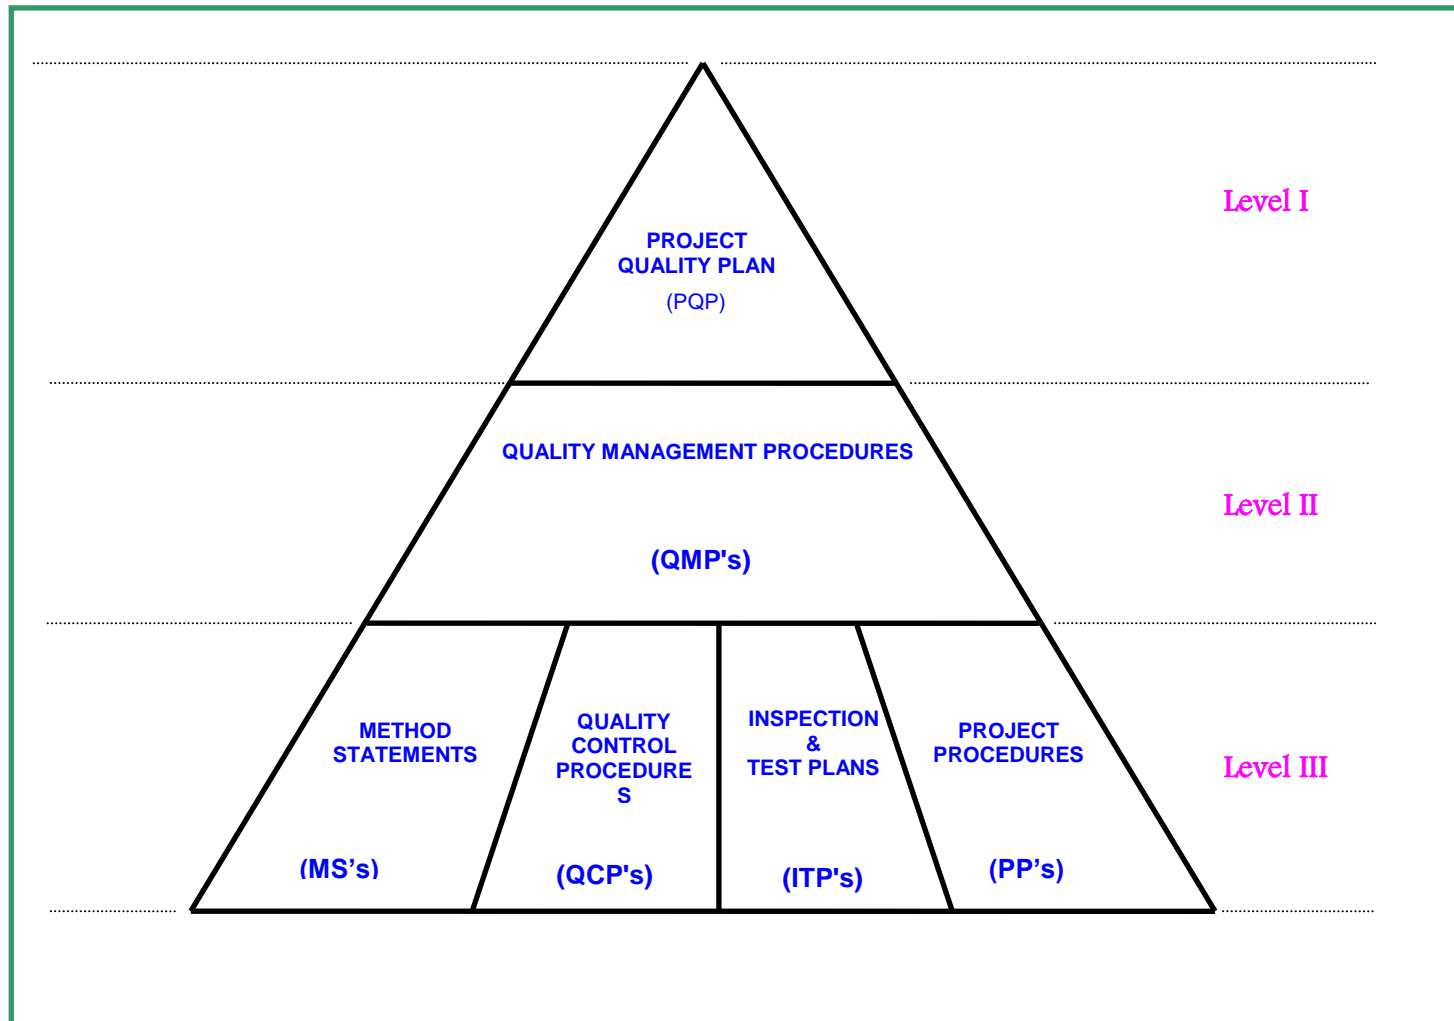 Level I
PROJECT
QUALITY PLAN
(PQP)
QUALITY MANAGEMENT PROCEDURES
Level II
(QMP's)
METHOD
STATEMENTS
QUALITY
CONTROL
PROCEDURE
S
INSPECTION
&
TEST PLANS
PROJECT
PROCEDURES
Level III
(MS’s)
(QCP's)
(ITP's)
(PP’s)